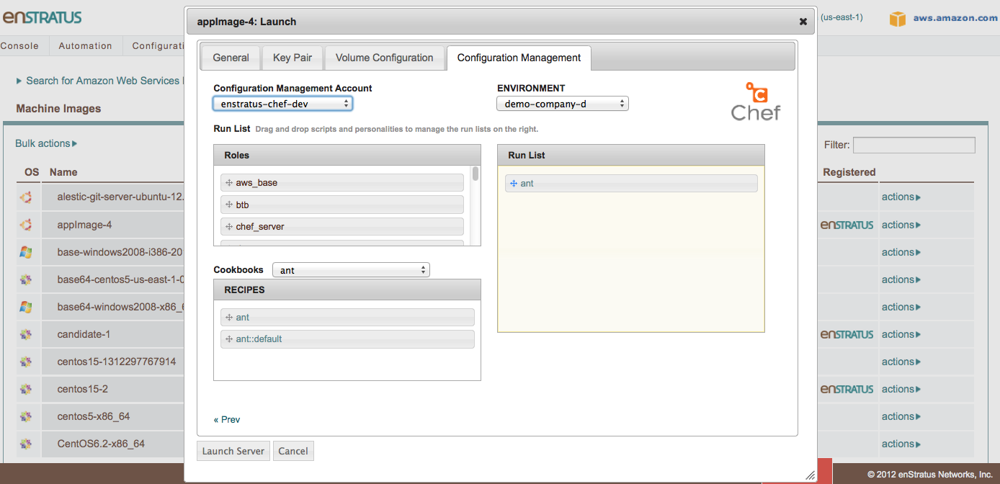 enSTRATUS
(us-east-1)
aws.amazon.com
Console
Automation
Search for Amazon Web Services
Machine Images
Bulk actions
Filter:
OS Name
Registered
alestic-git-server-ubuntu-12.
actions
appImage-4
enSTRATUS
actions
base-windows2008-i386-20
actions
base64-centos5-us-east-1-0
actions
base64-windows2008-x86_6
actions
candidate-1
enSTRATUS
actions
centos15-1312297767914
actions
centos15-2
enSTRATUS
actions
centos5-x86_64
actions
CentOS6.2-x86_64
actions
appImage-4: Launch
General
Key Pair
Volume Configuration
Configuration Management
Configuration Management Account
enstratus-chef-dev
ENVIRONMENT
demo-company-d
Chef
Run List Drag and drop scripts and personalities to manage the run lists on the right.
Roles
aws_base
btb
chef_server
Cookbooks ant
RECIPES
ant
ant::default
Run List
ant
« Prev
Launch Server
Cancel
© 2012 enStratus Networks, Inc.